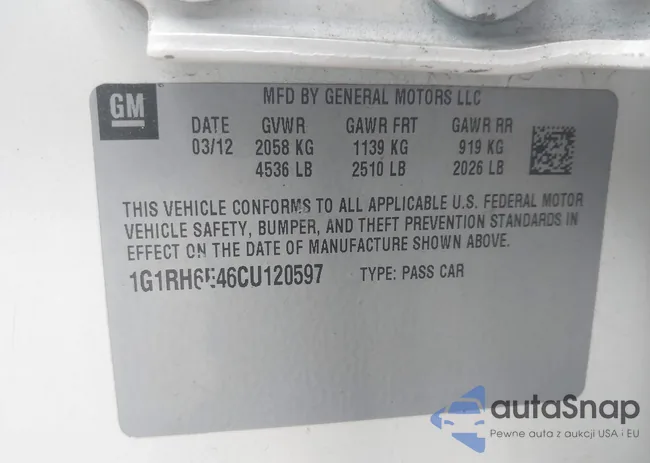 GM
MFD BY GENERAL MOTORS LLC
DATE GVWR GAWR FRT GAWR RR
03/12 2058 KG 1139 KG 919 KG
4536 LB 2510 LB 2026 LB
THIS VEHICLE CONFORMS TO ALL APPLICABLE U.S. FEDERAL MOTOR
VEHICLE SAFETY, BUMPER, AND THEFT PREVENTION STANDARDS IN
EFFECT ON THE DATE OF MANUFACTURE SHOWN ABOVE.
1G1RH6E46CU120597 TYPE: PASS CAR
autaSnap
Pewne auta z aukcji USA i EU